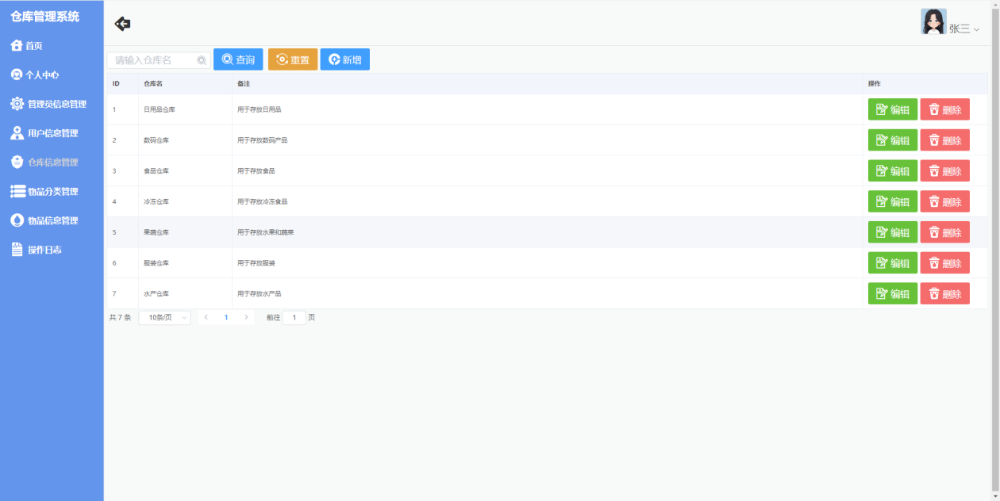 仓库管理系统
首页
个人中心
管理员信息管理
用户信息管理
仓库信息管理
物品分类管理
物品信息管理
操作日志
张三
请输入仓库名 查询 重置 新增
ID 仓库名 备注 操作
1 日用品仓库 用于存放日用品 编辑 删除
2 数码仓库 用于存放数码产品 编辑 删除
3 食品仓库 用于存放食品 编辑 删除
4 冷冻仓库 用于存放冷冻食品 编辑 删除
5 果蔬仓库 用于存放水果和蔬菜 编辑 删除
6 服装仓库 用于存放服装 编辑 删除
7 水产仓库 用于存放水产品 编辑 删除
共 7 条 10条/页 1 前往 1 页